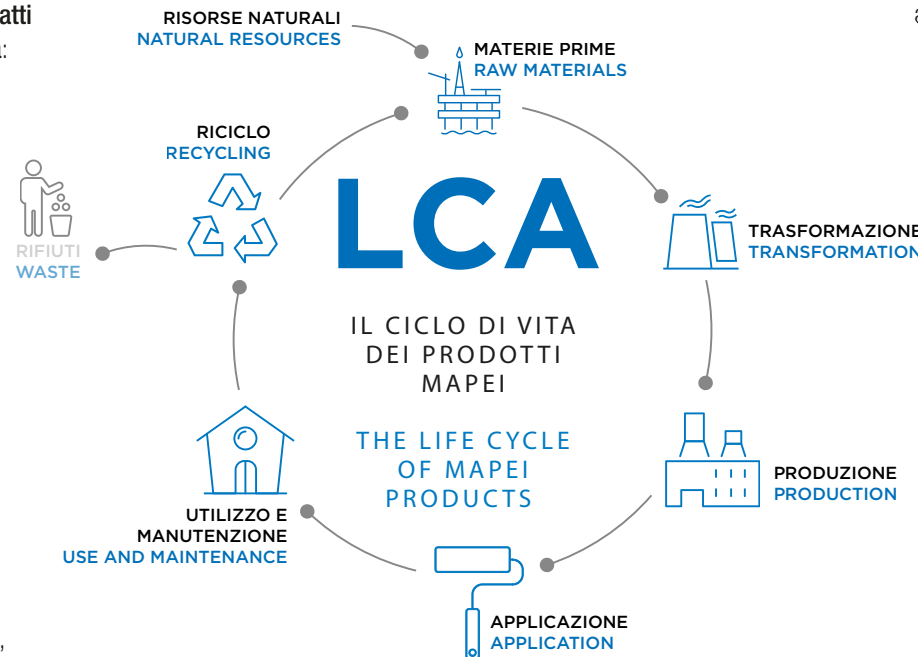 atti
a:
a
RISORSE NATURALI
NATURAL RESOURCES
MATERIE PRIME
RAW MATERIALS
RICICLO
RECYCLING
LCA
TRASFORMAZIONE
TRANSFORMATION
RIFIUTI
WASTE
IL CICLO DI VITA
DEI PRODOTTI
MAPEI
THE LIFE CYCLE
OF MAPEI
PRODUCTS
PRODUZIONE
PRODUCTION
UTILIZZO E
MANUTENZIONE
USE AND MAINTENANCE
APPLICAZIONE
APPLICATION
,